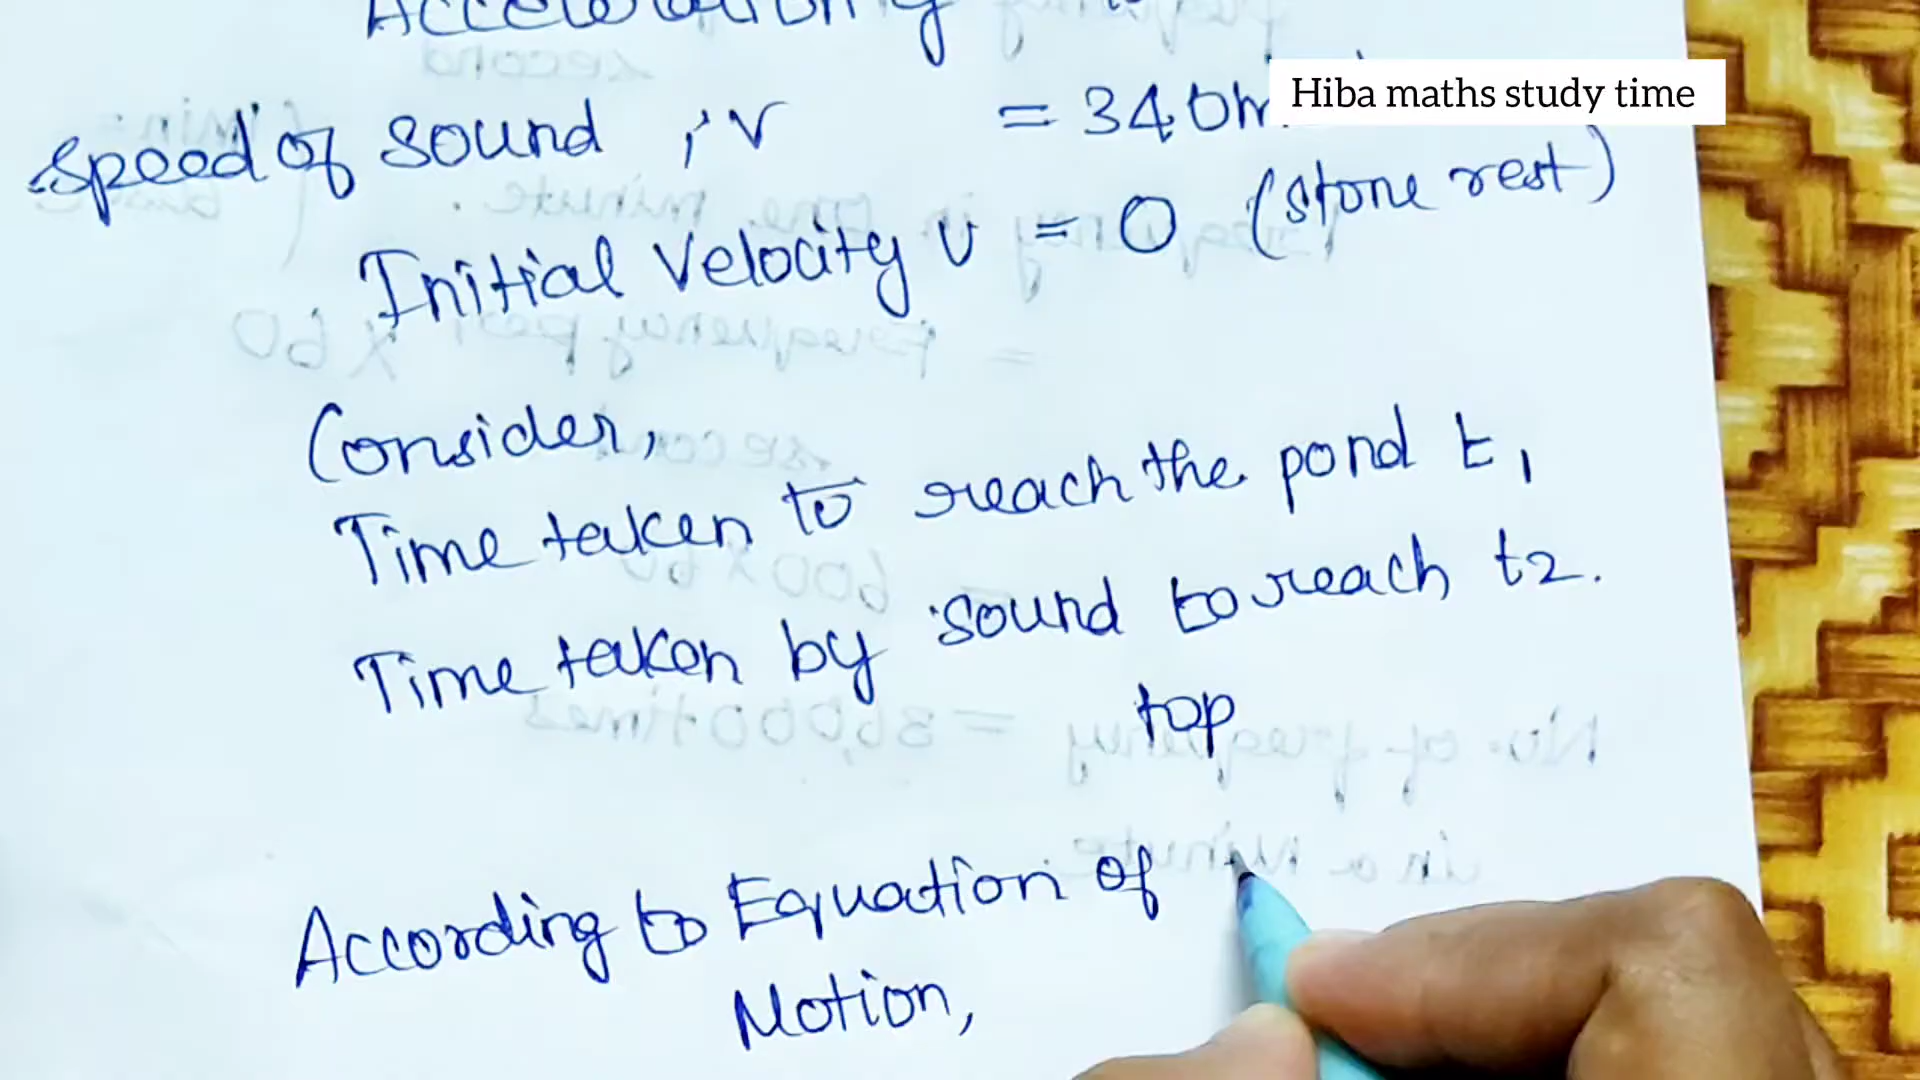 Hiba maths study time
speed of sound , v = 340m
Initial Velocity u = 0 (stone rest)
Consider,
Time taken to reach the pond t1
Time taken by sound to reach t2.
top
According to Equation of
Motion,